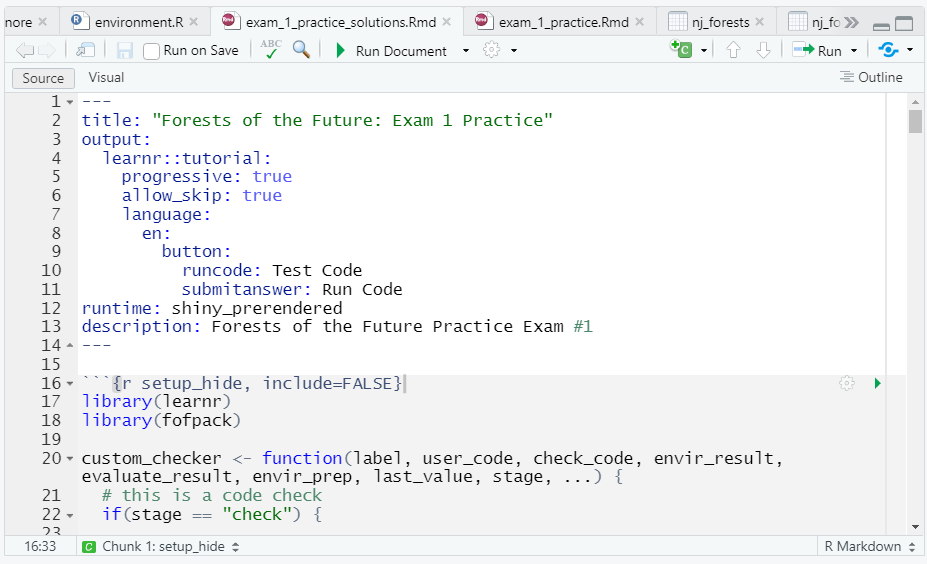 nore environment.R exam_1_practice_solutions.Rmd exam_1_practice.Rmd nj_forests nj_fo
Run on Save ABC Run Document Run
Source Visual Outline
1 ---
2 title: "Forests of the Future: Exam 1 Practice"
3 output:
4   learnr::tutorial:
5     progressive: true
6     allow_skip: true
7     language:
8       en:
9         button:
10           runcode: Test Code
11           submitanswer: Run Code
12 runtime: shiny_prerendered
13 description: Forests of the Future Practice Exam #1
14 ---
15
16 ```{r setup_hide, include=FALSE}
17 library(learnr)
18 library(fofpack)
19
20 custom_checker <- function(label, user_code, check_code, envir_result,
evaluate_result, envir_prep, last_value, stage, ...) {
21   # this is a code check
22   if(stage == "check") {
23
16:33 C Chunk 1: setup_hide R Markdown